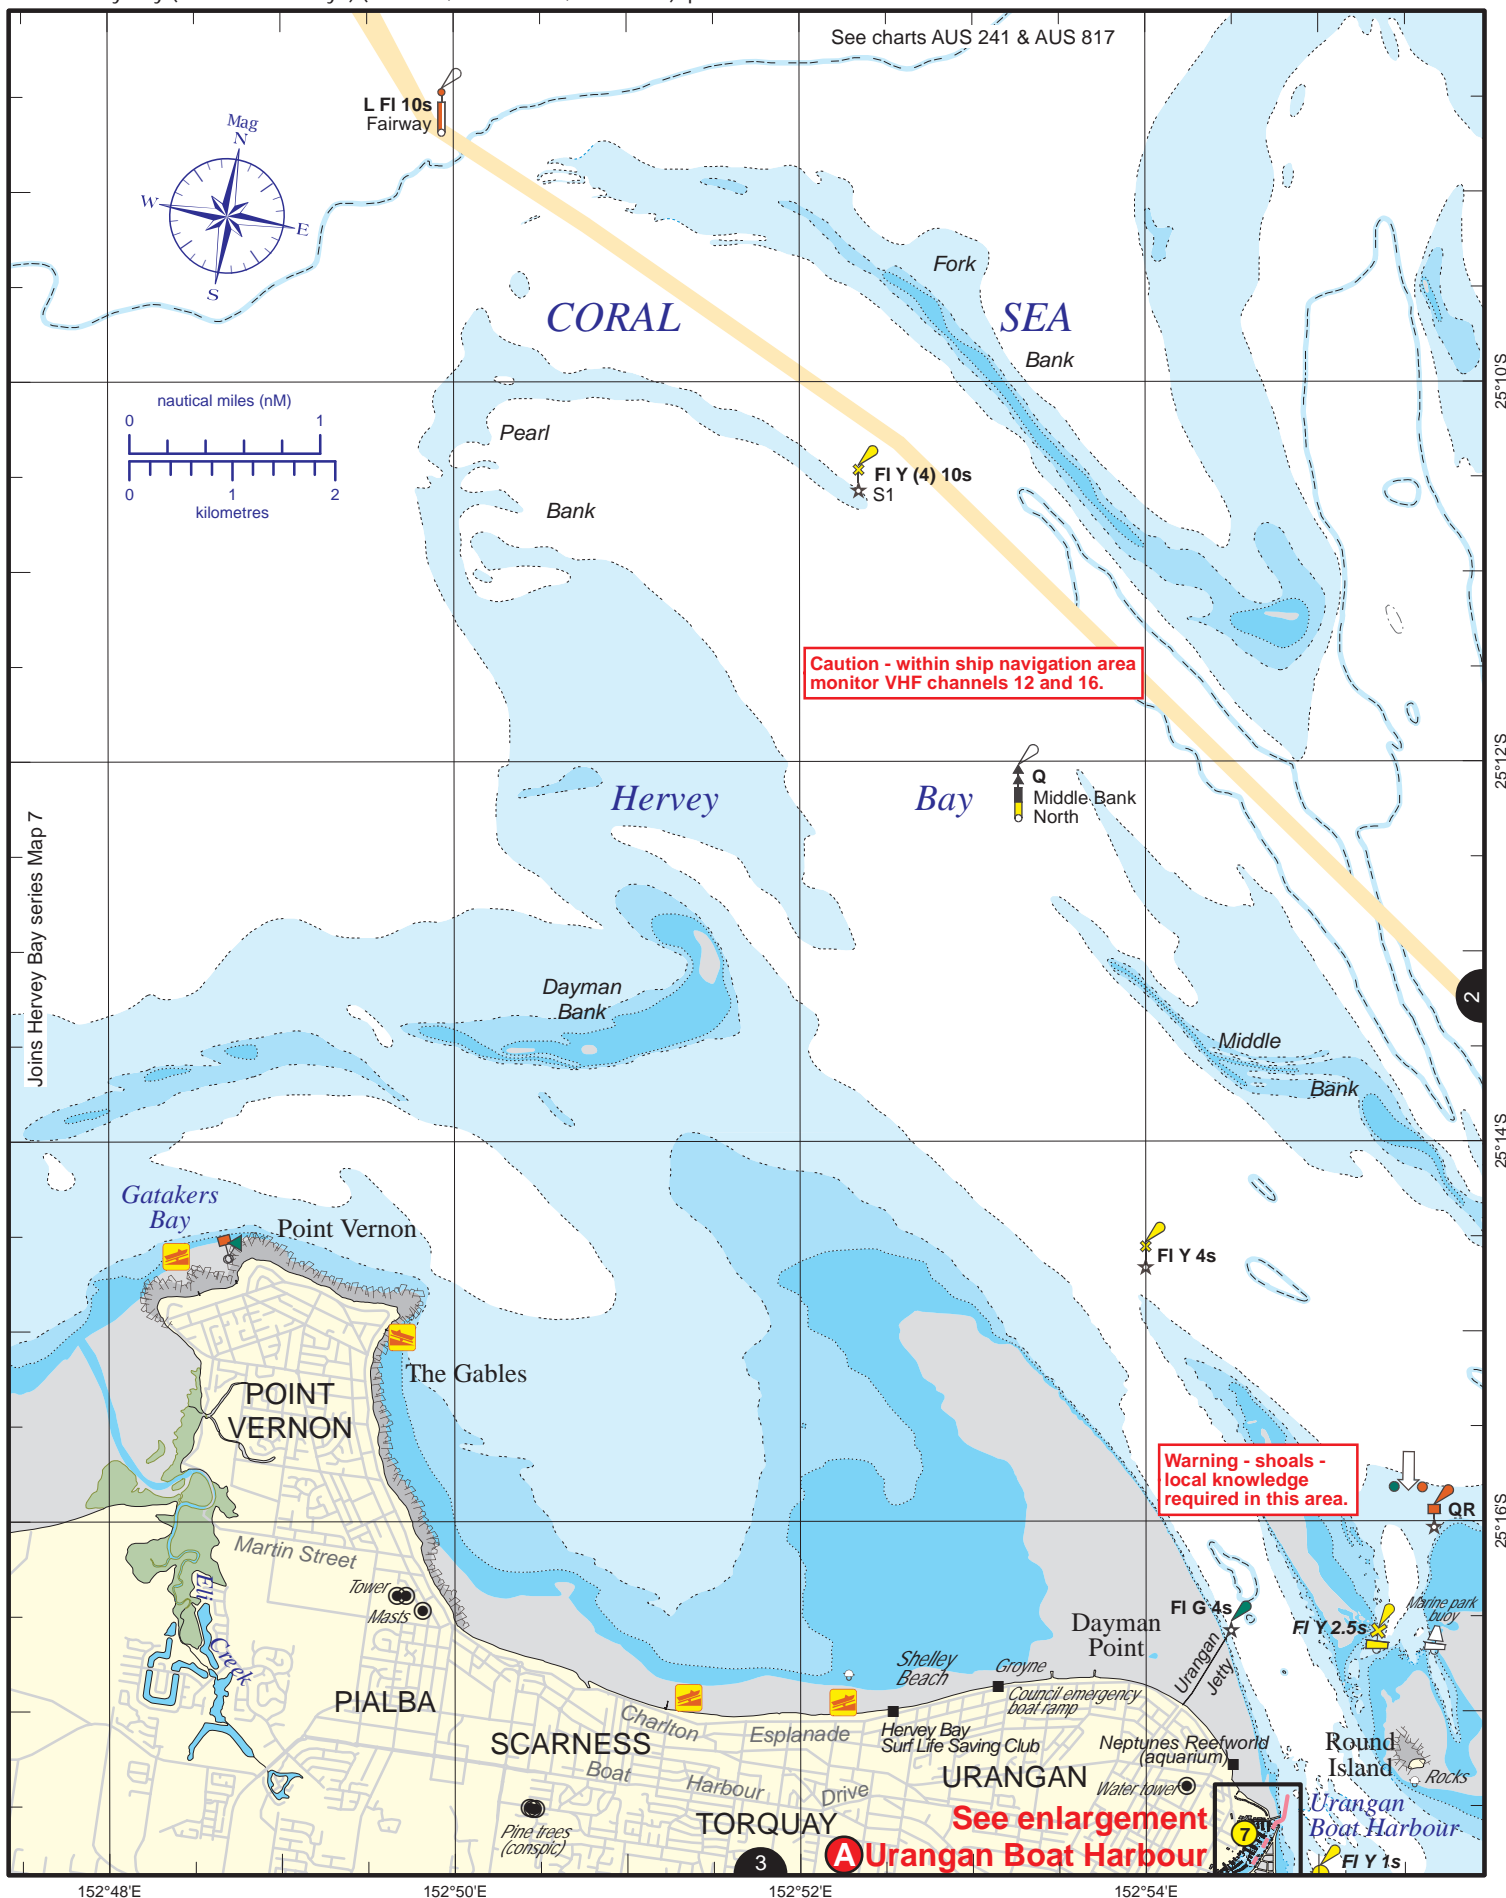 See charts AUS 241 & AUS 817
L Fl 10s
Fairway
Mag
N
W
E
S
Fork
CORAL SEA
Bank
25°10'S
nautical miles (nM)
0 1
0 1 2
kilometres
Pearl
Bank
Fl Y (4) 10s
S1
Caution - within ship navigation area
monitor VHF channels 12 and 16.
25°12'S
Q
Middle Bank
North
Hervey Bay
Joins Hervey Bay series Map 7
Dayman
Bank
2
Middle
Bank
25°14'S
Gatakers
Bay
Point Vernon
Fl Y 4s
The Gables
POINT
VERNON
Warning - shoals -
local knowledge
required in this area.
QR
25°16'S
Martin Street
Tower
Masts
Eli
Creek
Fl G 4s
Fl Y 2.5s
Marine park
buoy
Dayman
Point
Urangan
Jetty
Shelley
Beach
Groyne
Council emergency
boat ramp
PIALBA
Charlton Esplanade
Hervey Bay
Surf Life Saving Club
SCARNESS
Neptunes Reefworld
(aquarium)
Round
Island
Rocks
Boat Harbour Drive
URANGAN
Water tower
TORQUAY
See enlargement
A Urangan Boat Harbour
7
Urangan
Boat Harbour
Pine trees
(conspic)
3
Fl Y 1s
152°48'E 152°50'E 152°52'E 152°54'E